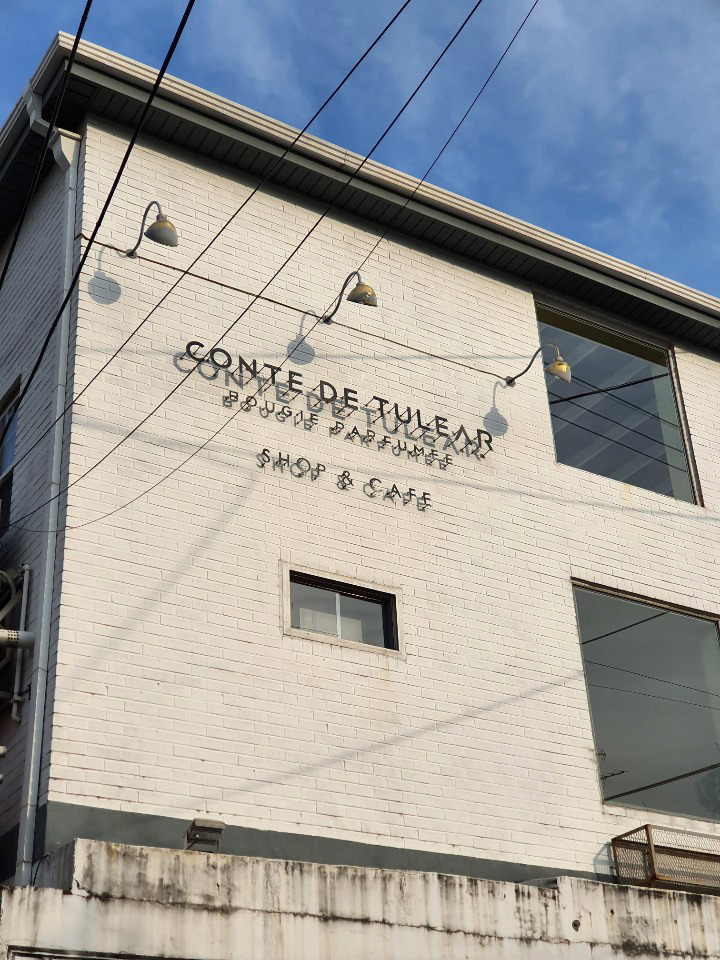 CONTE DE TULEAR
BOUGIE PARFUMEE
SHOP & CAFE